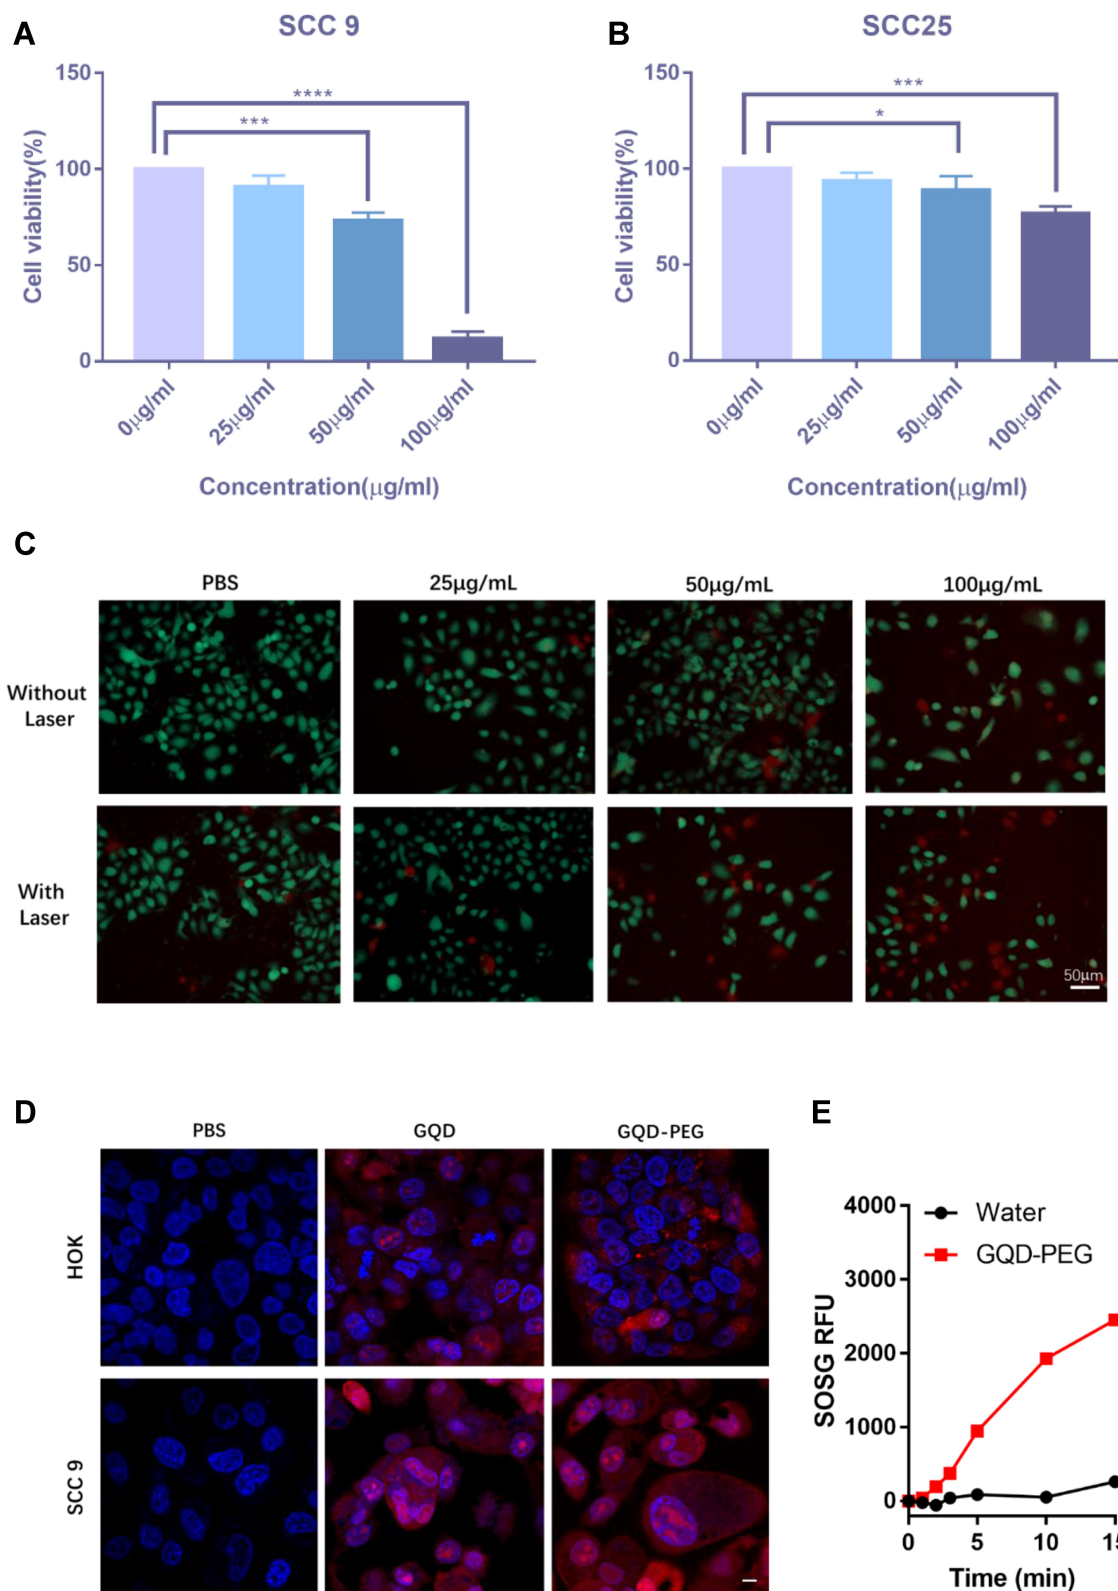 A
SCC 9
150
100
50
0
Cell viability(%)
****
***
0μg/ml
25μg/ml
50μg/ml
100μg/ml
Concentration(μg/ml)
B
SCC25
150
100
50
0
Cell viability(%)
***
*
0μg/ml
25μg/ml
50μg/ml
100μg/ml
Concentration(μg/ml)
C
PBS
25μg/mL
50μg/mL
100μg/mL
Without
Laser
With
Laser
50μm
D
PBS
GQD
GQD-PEG
HOK
SCC 9
E
4000
3000
2000
1000
0
SOSG RFU
Water
GQD-PEG
0
5
10
15
Time (min)